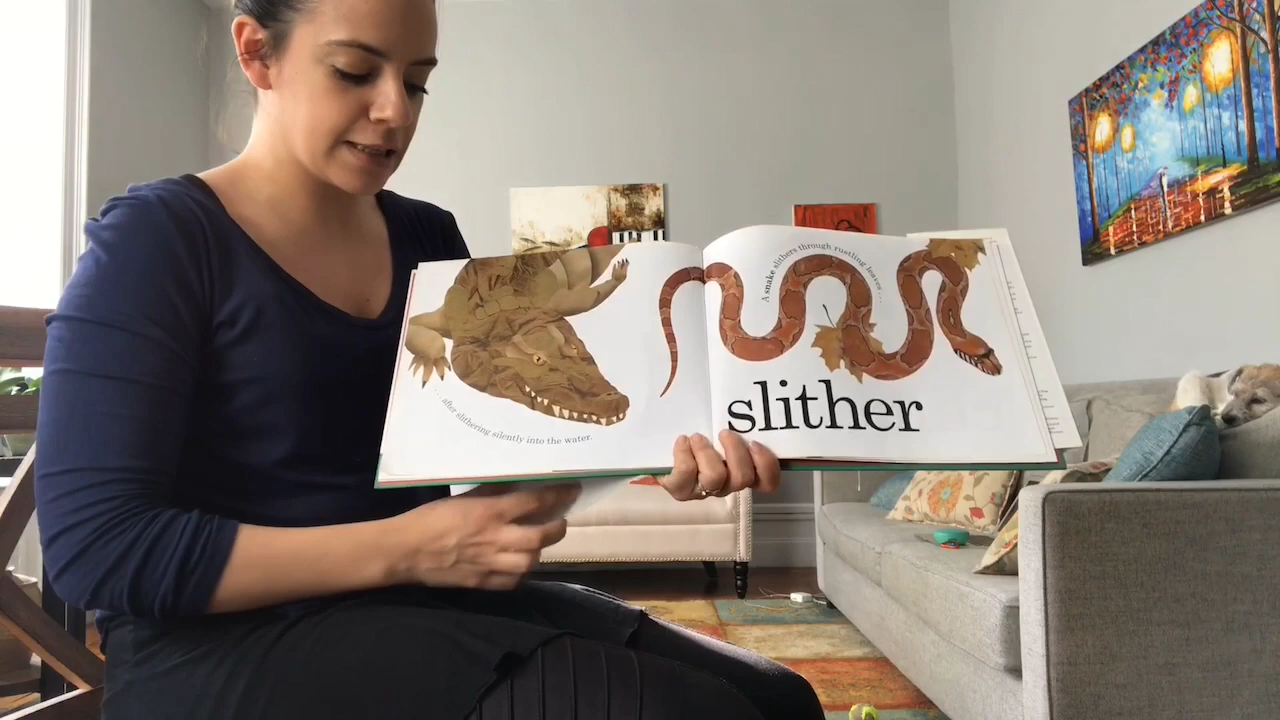 . . . after slithering silently into the water.
A snake slithers through rustling leaves . . .
slither